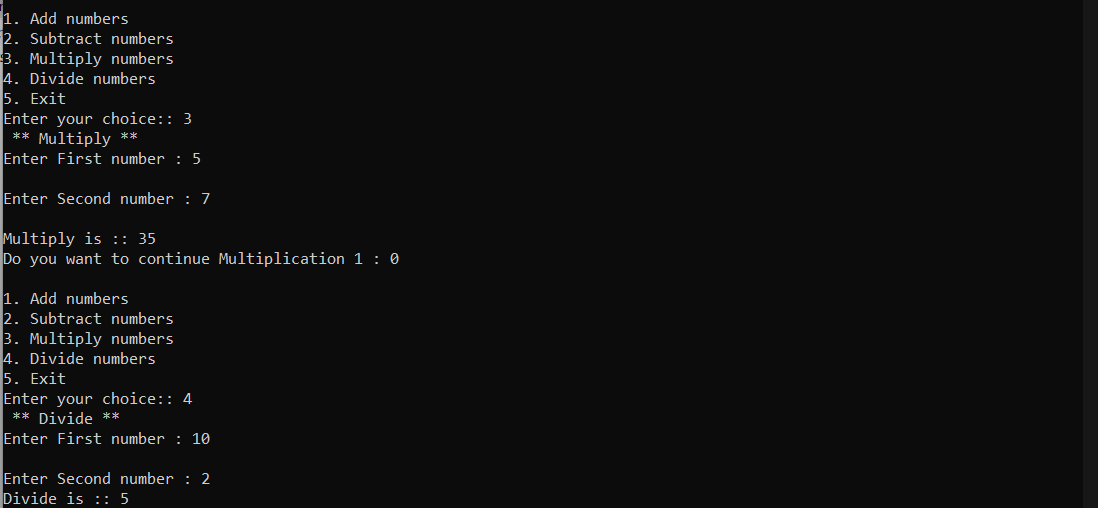 1. Add numbers
2. Subtract numbers
3. Multiply numbers
4. Divide numbers
5. Exit
Enter your choice:: 3
 ** Multiply **
Enter First number : 5

Enter Second number : 7

Multiply is :: 35
Do you want to continue Multiplication 1 : 0

1. Add numbers
2. Subtract numbers
3. Multiply numbers
4. Divide numbers
5. Exit
Enter your choice:: 4
 ** Divide **
Enter First number : 10

Enter Second number : 2
Divide is :: 5